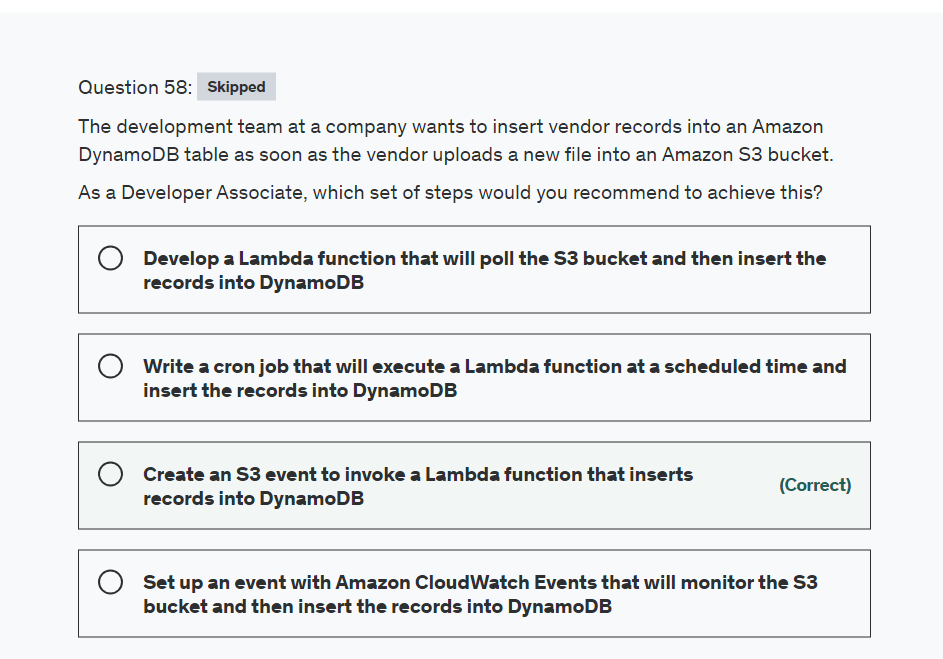 Question 58: Skipped
The development team at a company wants to insert vendor records into an Amazon
DynamoDB table as soon as the vendor uploads a new file into an Amazon S3 bucket.
As a Developer Associate, which set of steps would you recommend to achieve this?
Develop a Lambda function that will poll the S3 bucket and then insert the
records into DynamoDB
Write a cron job that will execute a Lambda function at a scheduled time and
insert the records into DynamoDB
Create an S3 event to invoke a Lambda function that inserts
records into DynamoDB
(Correct)
Set up an event with Amazon CloudWatch Events that will monitor the S3
bucket and then insert the records into DynamoDB